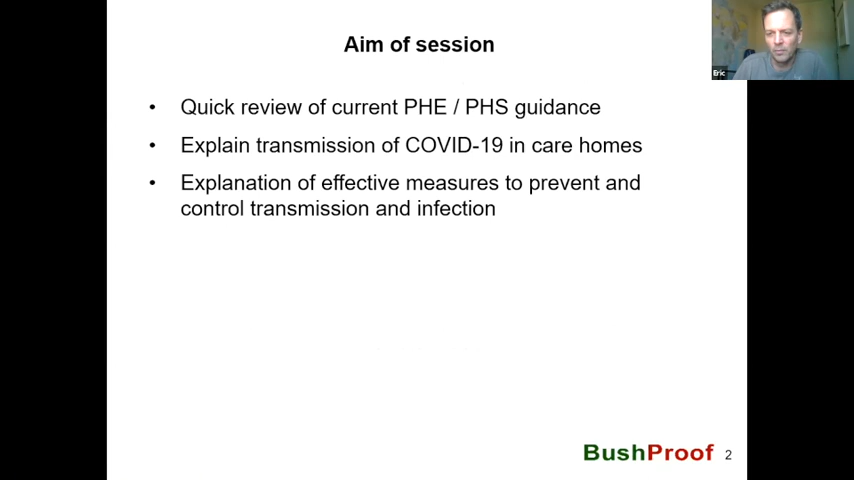 Aim of session
Eric
• Quick review of current PHE / PHS guidance
• Explain transmission of COVID-19 in care homes
• Explanation of effective measures to prevent and
control transmission and infection
BushProof 2